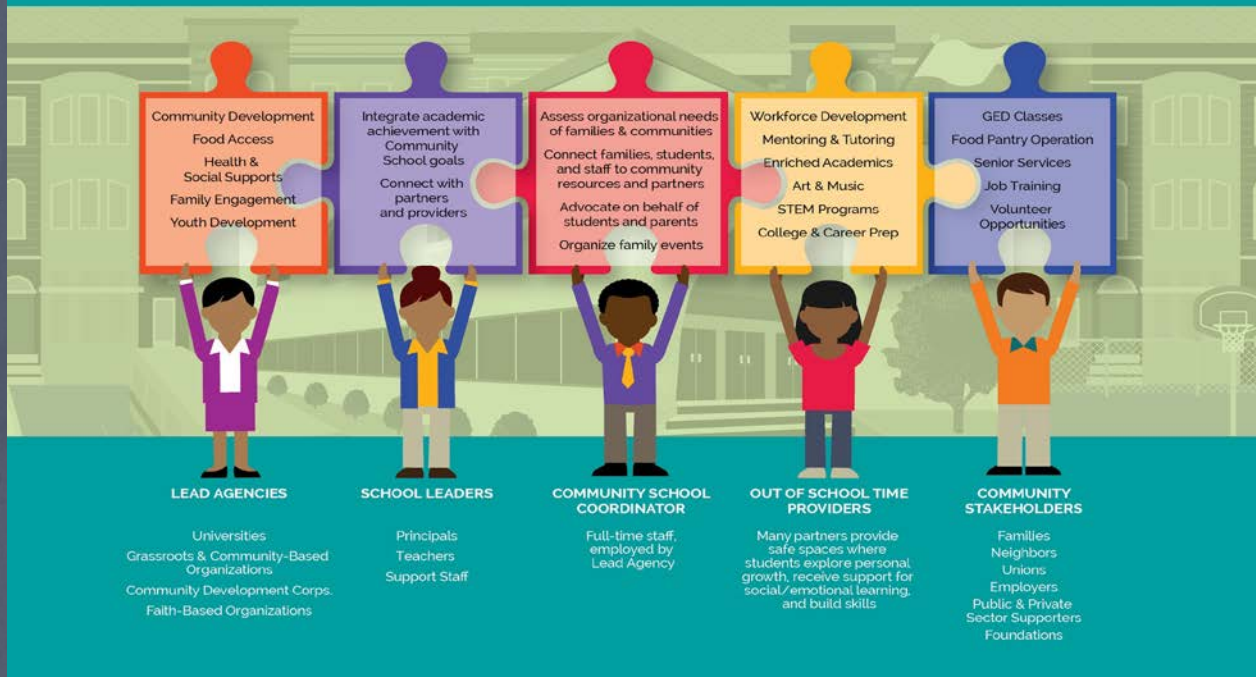 Community Development
Food Access
Health &
Social Supports
Family Engagement
Youth Development
Integrate academic
achievement with
Community
School goals
Connect with
partners
and providers
Assess organizational needs
of families & communities
Connect families, students,
and staff to community
resources and partners
Advocate on behalf of
students and parents
Organize family events
Workforce Development
Mentoring & Tutoring
Enriched Academics
Art & Music
STEM Programs
College & Career Prep
GED Classes
Food Pantry Operation
Senior Services
Job Training
Volunteer
Opportunities
LEAD AGENCIES
Universities
Grassroots & Community-Based
Organizations
Community Development Corps.
Faith-Based Organizations
SCHOOL LEADERS
Principals
Teachers
Support Staff
COMMUNITY SCHOOL
COORDINATOR
Full-time staff,
employed by
Lead Agency
OUT OF SCHOOL TIME
PROVIDERS
Many partners provide
safe spaces where
students explore personal
growth, receive support for
social/emotional learning,
and build skills
COMMUNITY
STAKEHOLDERS
Families
Neighbors
Unions
Employers
Public & Private
Sector Supporters
Foundations